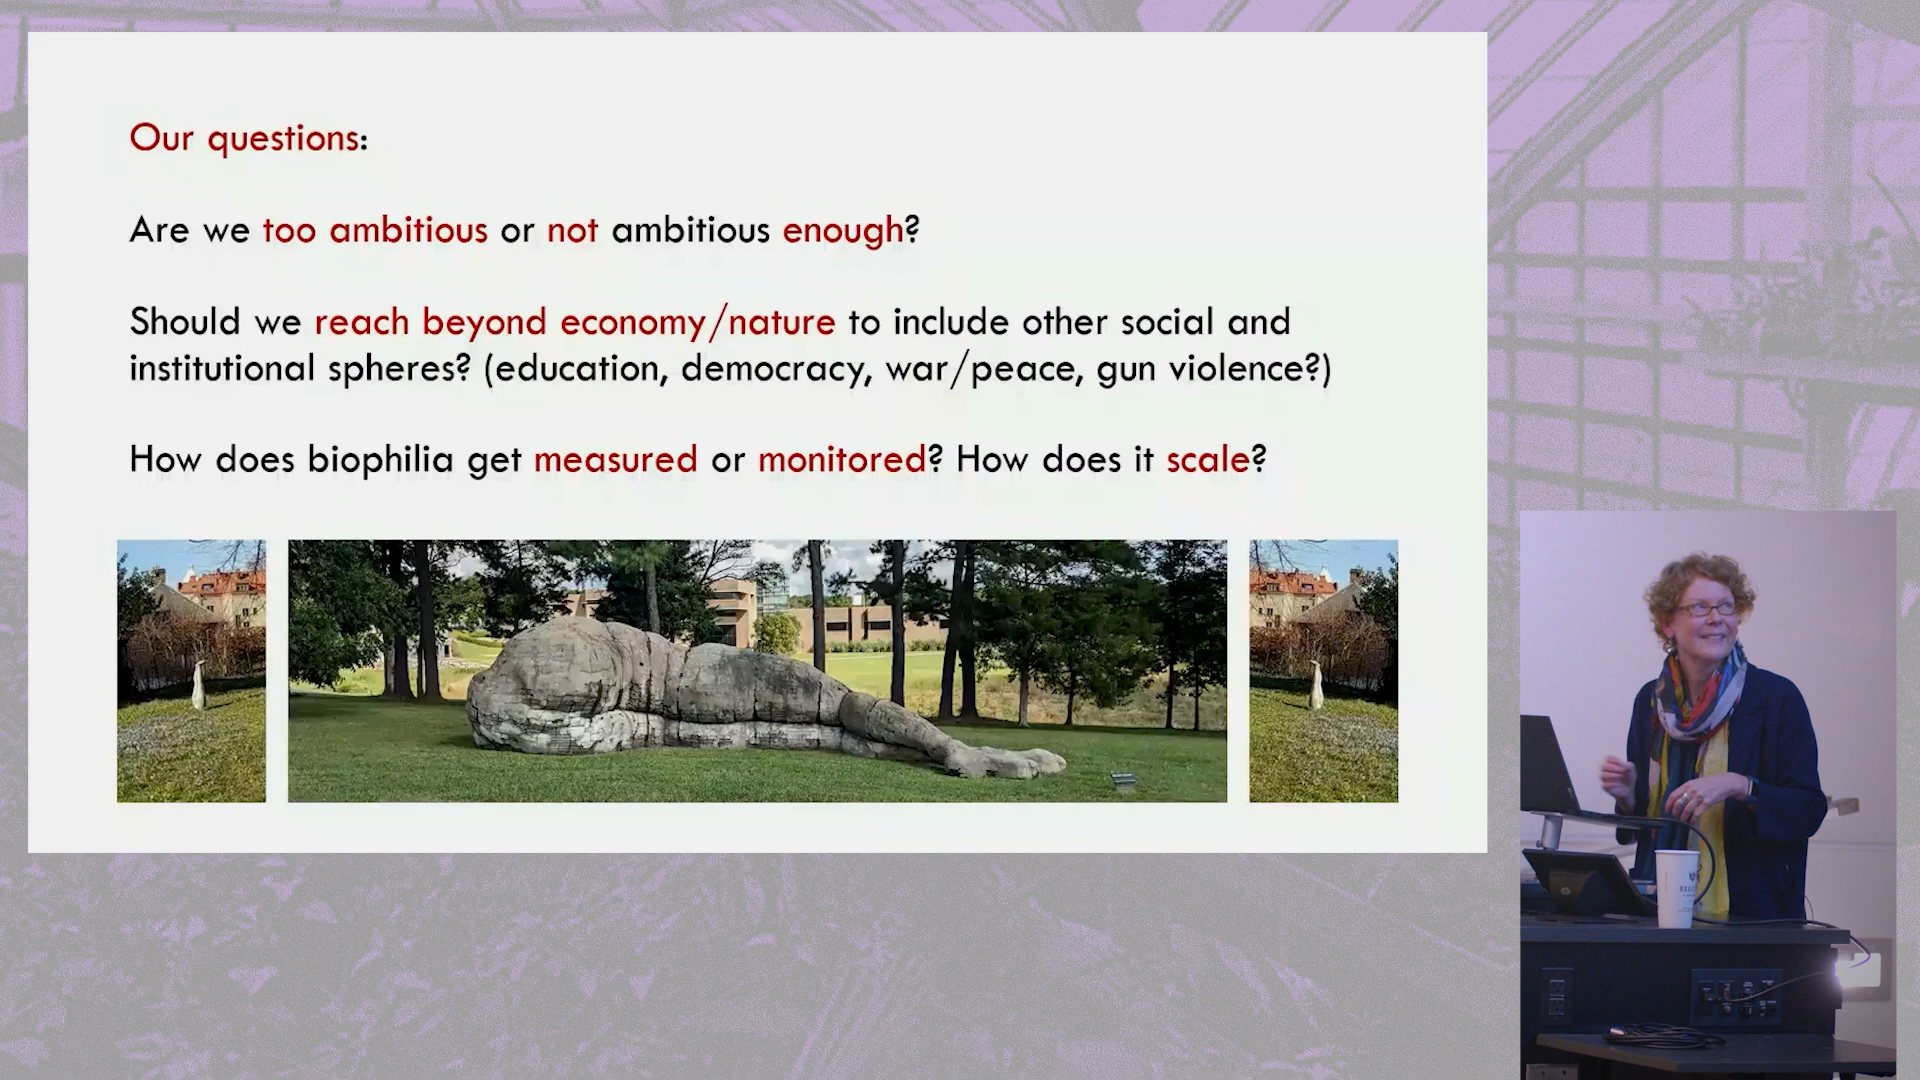 Our questions:
Are we too ambitious or not ambitious enough?
Should we reach beyond economy/nature to include other social and
institutional spheres? (education, democracy, war/peace, gun violence?)
How does biophilia get measured or monitored? How does it scale?